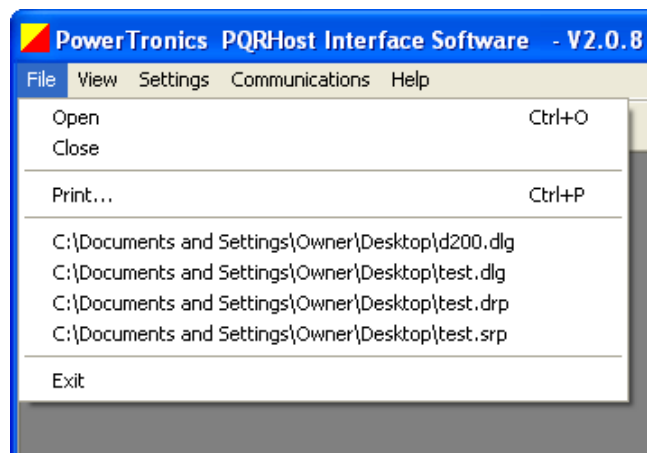 PowerTronics PQRHost Interface Software - V2.0.8
File View Settings Communications Help
Open Ctrl+O
Close
Print... Ctrl+P
C:\Documents and Settings\Owner\Desktop\d200.dlg
C:\Documents and Settings\Owner\Desktop\test.dlg
C:\Documents and Settings\Owner\Desktop\test.drp
C:\Documents and Settings\Owner\Desktop\test.srp
Exit